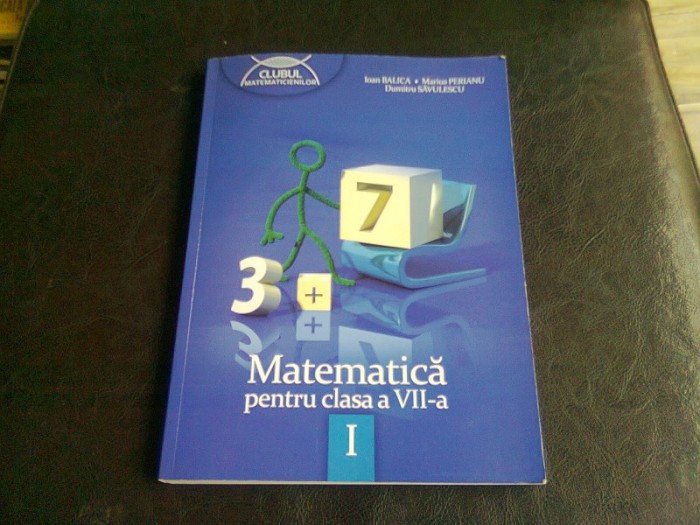 CLUBUL
MATEMATICIENILOR
Ioan BALICA • Marius PERIANU
Dumitru SĂVULESCU
7
3 +
Matematică
pentru clasa a VII-a
I